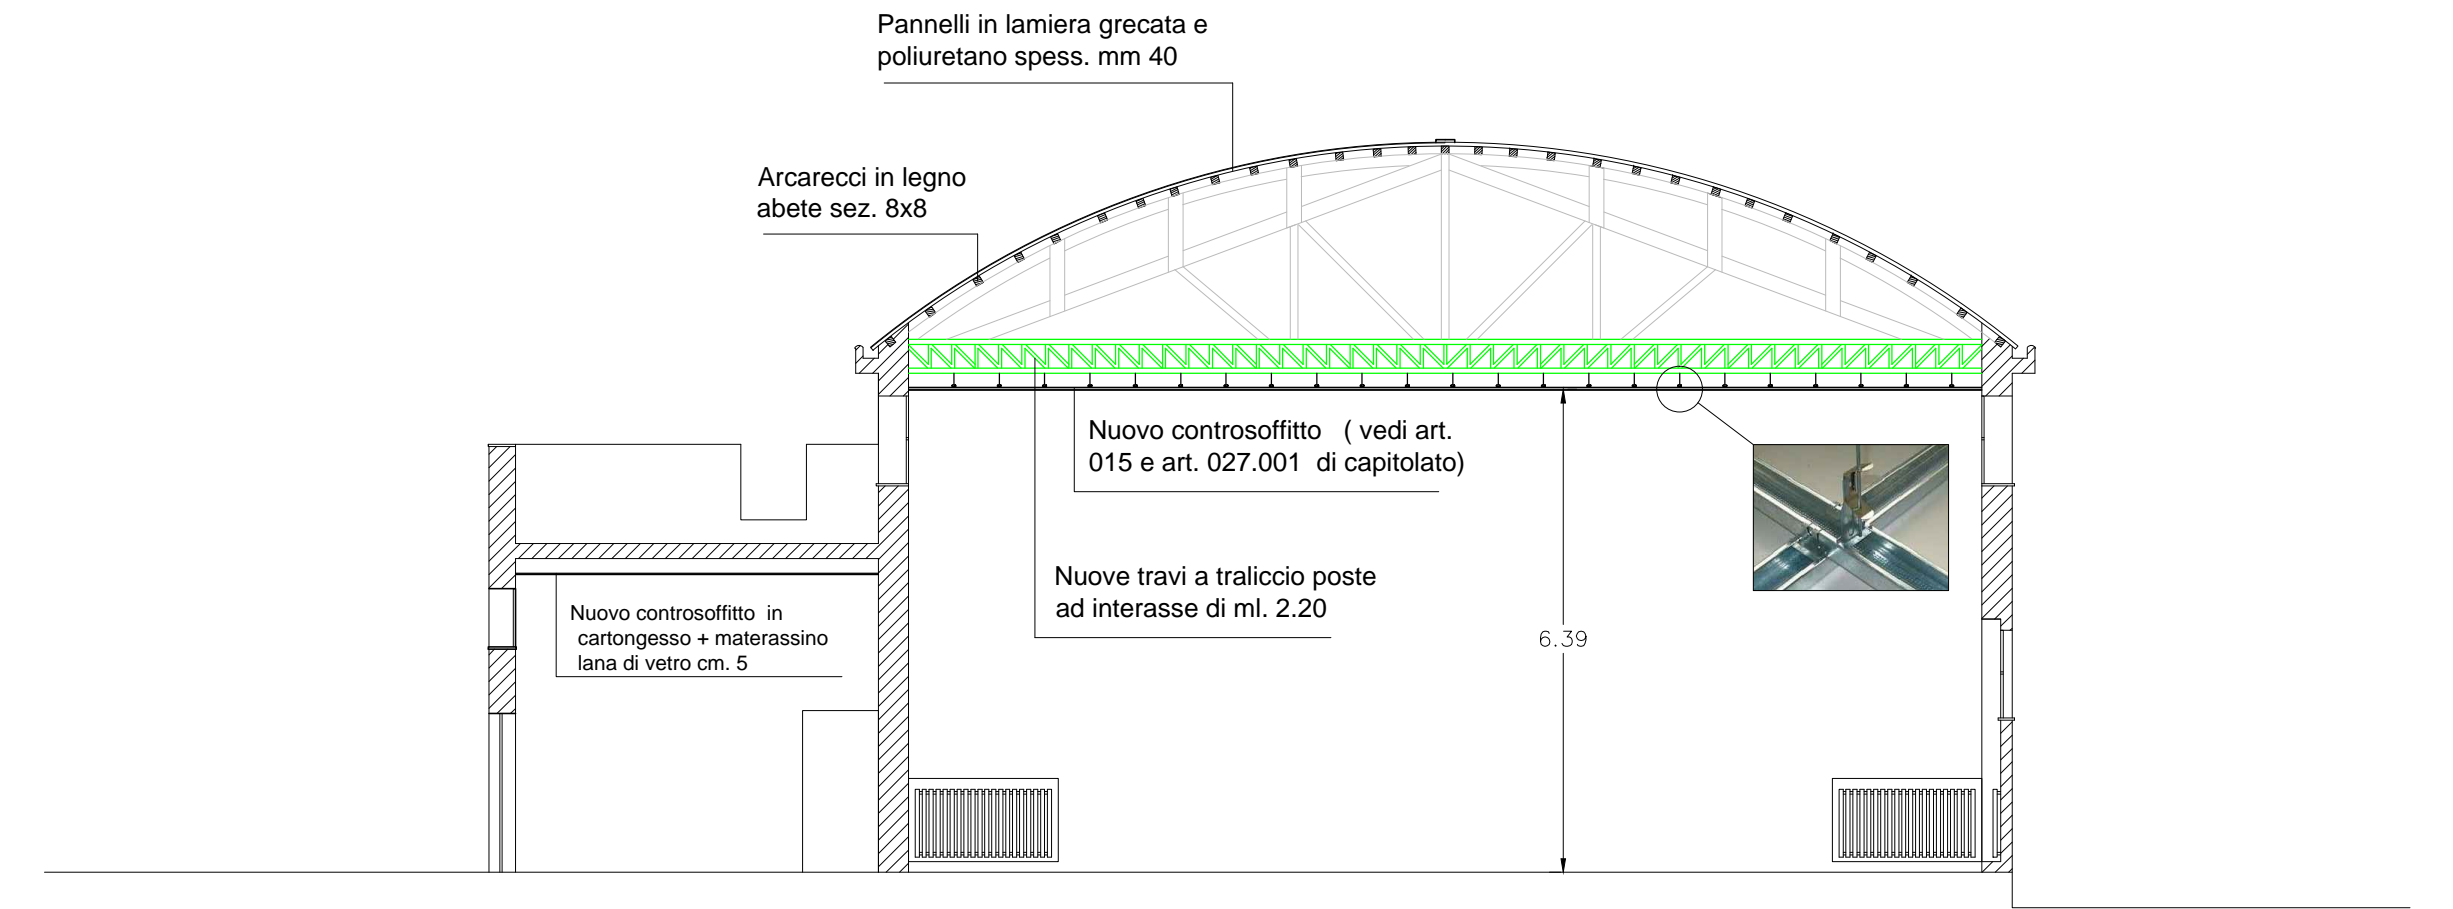 Pannelli in lamiera grecata e
poliuretano spess. mm 40
Arcarecci in legno
abete sez. 8x8
Nuovo controsoffitto ( vedi art.
015 e art. 027.001 di capitolato)
Nuove travi a traliccio poste
ad interasse di ml. 2.20
Nuovo controsoffitto in
cartongesso + materassino
lana di vetro cm. 5
6.39